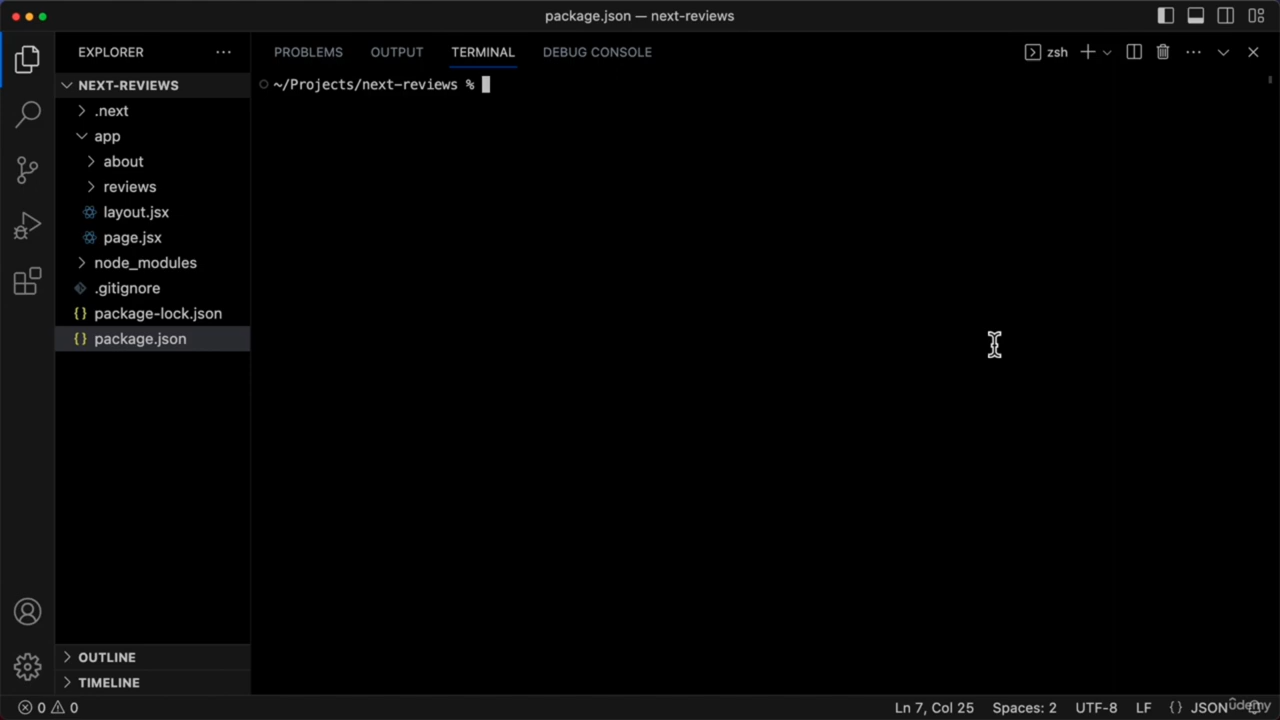 package.json — next-reviews
EXPLORER
PROBLEMS OUTPUT TERMINAL DEBUG CONSOLE
zsh
NEXT-REVIEWS
~/Projects/next-reviews %
.next
app
about
reviews
layout.jsx
page.jsx
node_modules
.gitignore
{} package-lock.json
{} package.json
OUTLINE
TIMELINE
0 0
Ln 7, Col 25 Spaces: 2 UTF-8 LF {} JSON
ûdemy